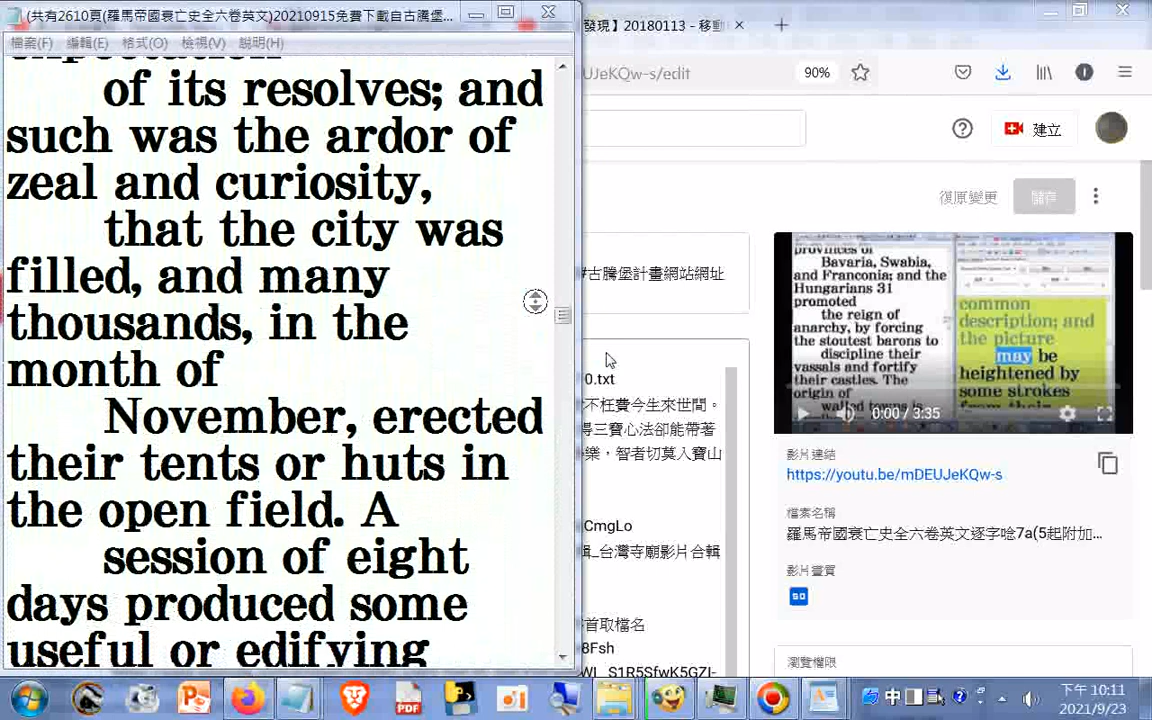 (共有2610頁(羅馬帝國衰亡史全六卷英文)20210915免費下載自古騰堡...
檔案(F) 編輯(E) 格式(O) 檢視(V) 說明(H)
expectation
of its resolves; and
such was the ardor of
zeal and curiosity,
that the city was
filled, and many
thousands, in the
month of
November, erected
their tents or huts in
the open field. A
session of eight
days produced some
useful or edifying
發現】20180113 - 移動
UJeKQw-s/edit
90%
建立
復原變更
儲存
#古騰堡計畫網站網址
0.txt
不枉費今生來世間。
得三寶心法卻能帶著
樂，智者切莫入寶山
CmgLo
輯_台灣寺廟影片合輯
首取檔名
8Fsh
WI_S1R5SfwK5GZI-
provinces of
Bavaria, Swabia,
and Franconia; and the
Hungarians 31
promoted
the reign of
anarchy, by forcing
the stoutest barons to
discipline their
vassals and fortify
their castles. The
origin of
walled towns is
common
description; and
the picture
may be
heightened by
some strokes
from their
0:00 / 3:35
影片連結
https://youtu.be/mDEUJeKQw-s
檔案名稱
羅馬帝國衰亡史全六卷英文逐字唸7a(5起附加...
影片畫質
SD
瀏覽權限
中
下午 10:11
2021/9/23